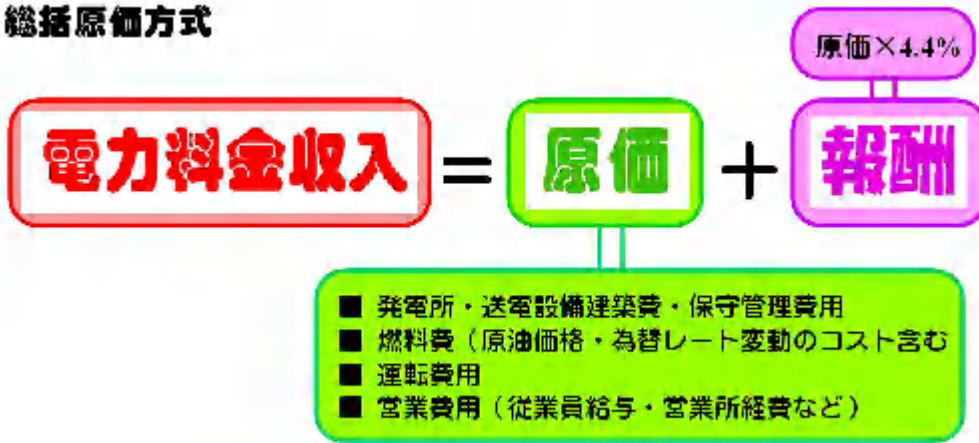 総括原価方式
原価×4.4%
電力料金収入 = 原価 + 報酬
■ 発電所・送電設備建築費・保守管理費用
■ 燃料費（原油価格・為替レート変動のコスト含む
■ 運転費用
■ 営業費用（従業員給与・営業所経費など）